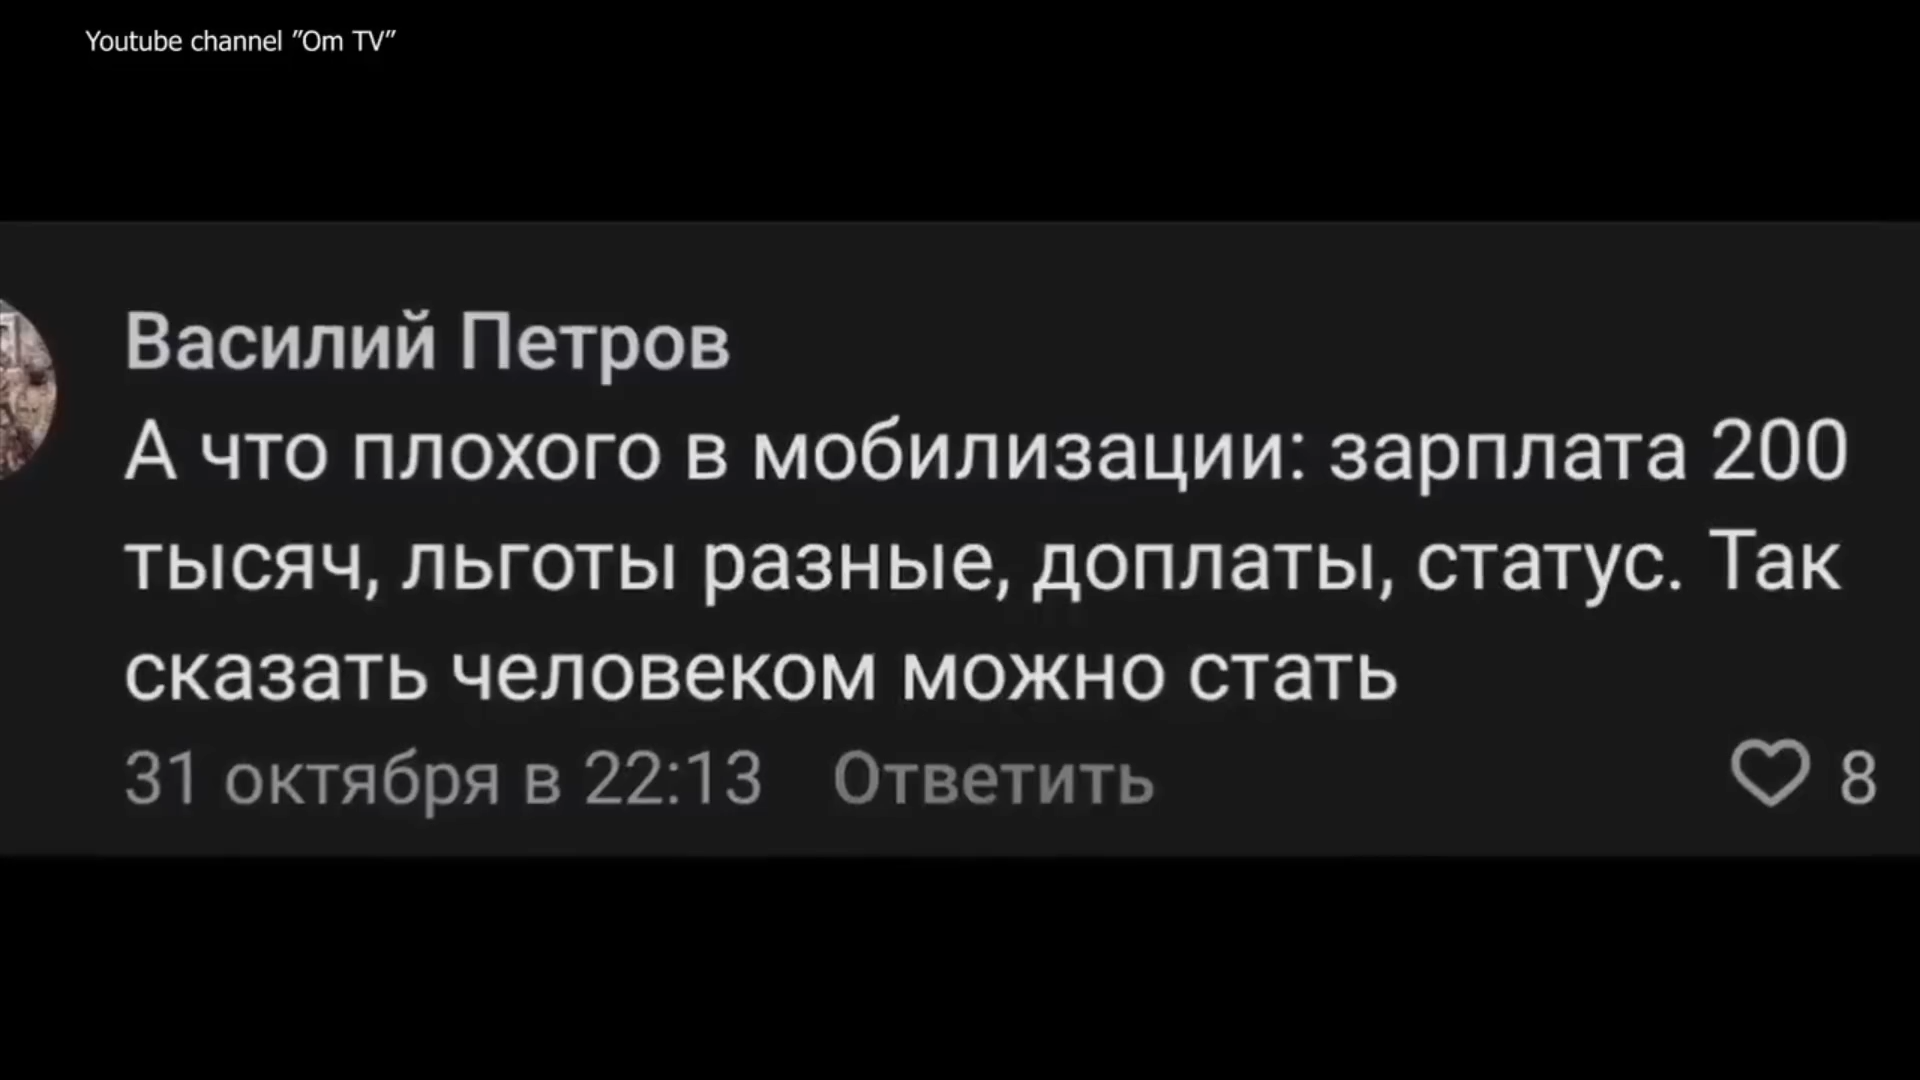 Youtube channel "Om TV"
Василий Петров
А что плохого в мобилизации: зарплата 200
тысяч, льготы разные, доплаты, статус. Так
сказать человеком можно стать
31 октября в 22:13 Ответить 8